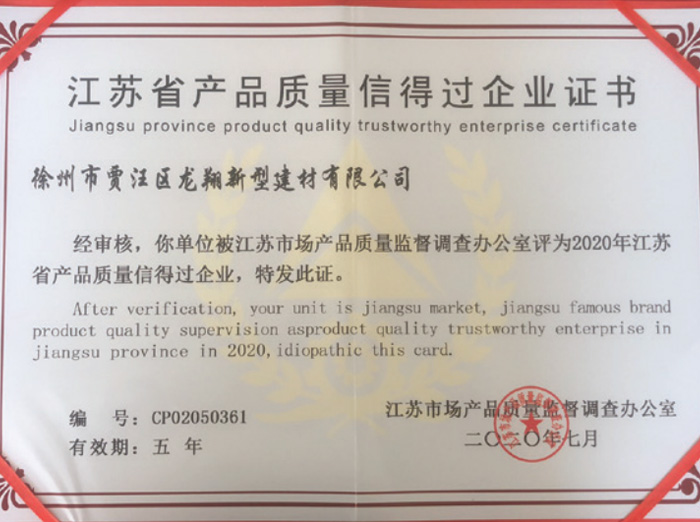 江苏省产品质量信得过企业证书
Jiangsu province product quality trustworthy enterprise certificate
徐州市贾汪区龙翔新型建材有限公司
经审核，你单位被江苏市场产品质量监督调查办公室评为2020年江苏
省产品质量信得过企业，特发此证。
After verification, your unit is jiangsu market, jiangsu famous brand
product quality supervision asproduct quality trustworthy enterprise in
jiangsu province in 2020, idiopathic this card.
编 号：CP02050361
有效期：五 年
江苏市场产品质量监督调查办公室
二〇二〇年七月